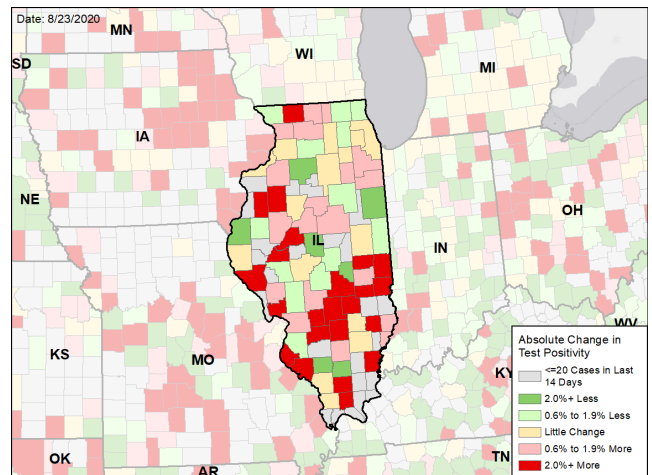 Date: 8/23/2020
MN
SD
WI
MI
IA
NE
OH
IL
IN
WV
KS
MO
KY
OK
AR
TN
Absolute Change in
Test Positivity
<=20 Cases in Last
14 Days
2.0%+ Less
0.6% to 1.9% Less
Little Change
0.6% to 1.9% More
2.0%+ More